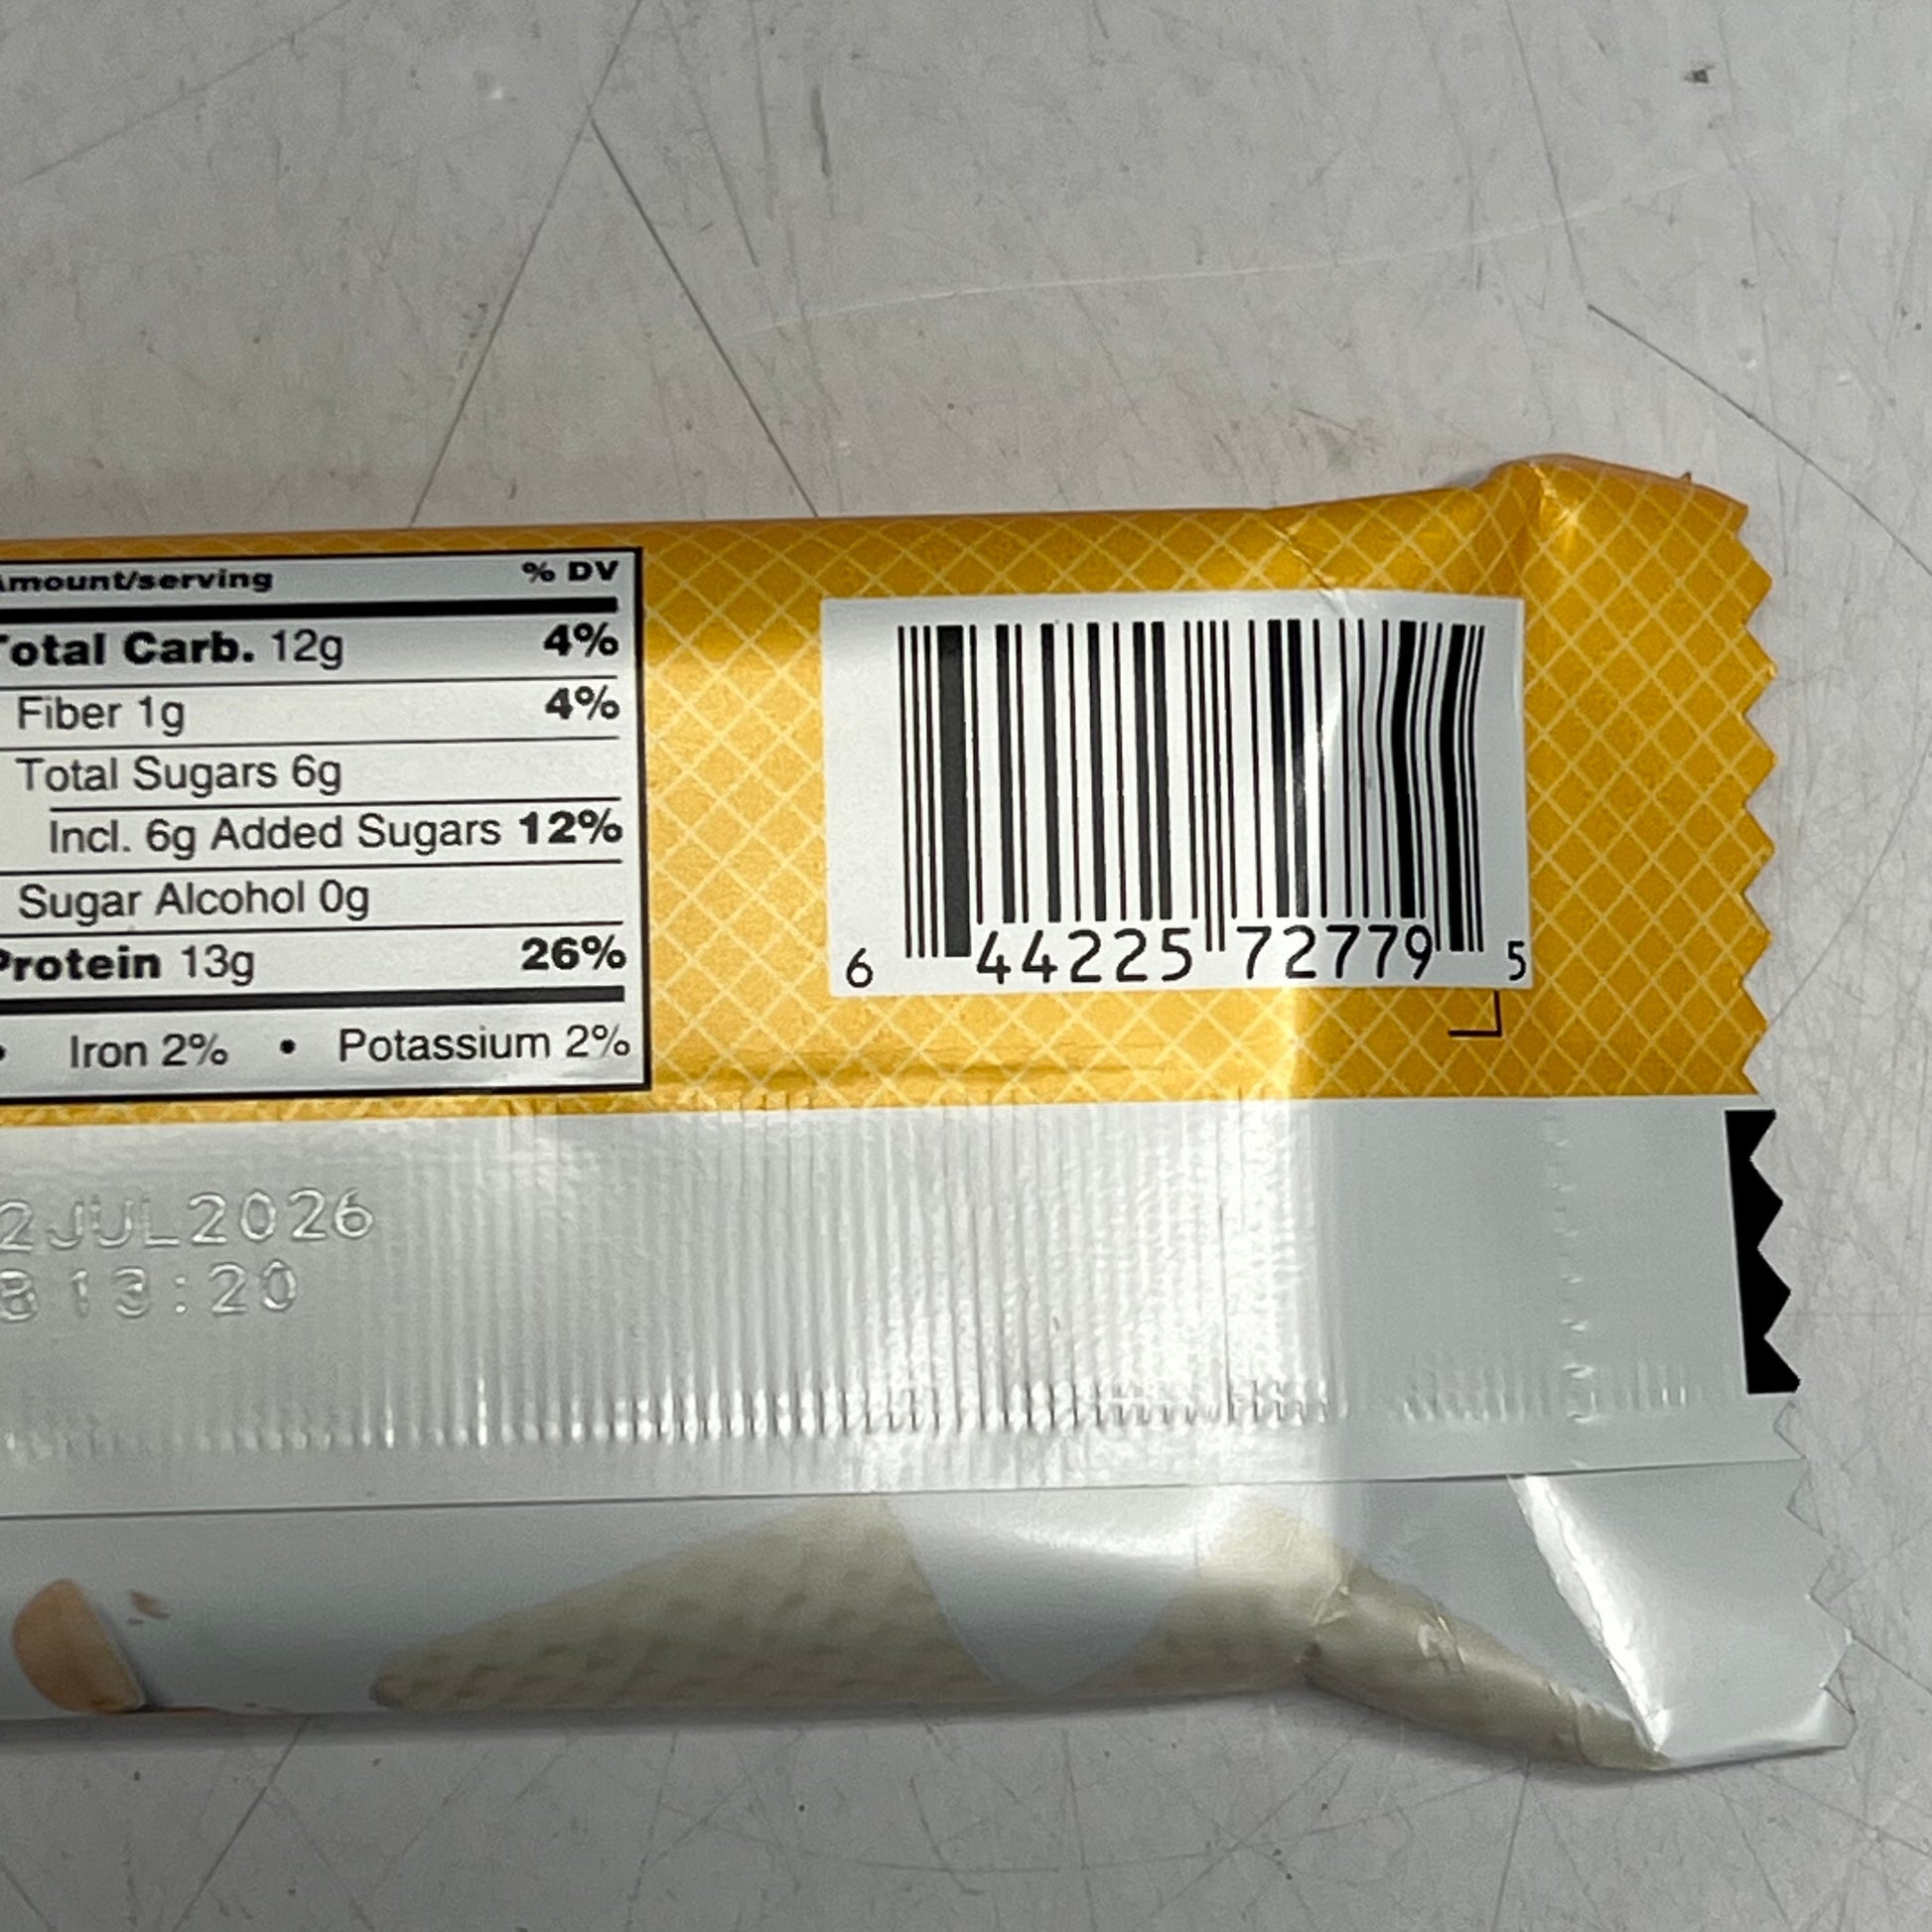 Amount/serving % DV
Total Carb. 12g 4%
Fiber 1g 4%
Total Sugars 6g
Incl. 6g Added Sugars 12%
Sugar Alcohol 0g
Protein 13g 26%
• Iron 2% • Potassium 2%
6 44225 72779 5
2JUL2026
13:20